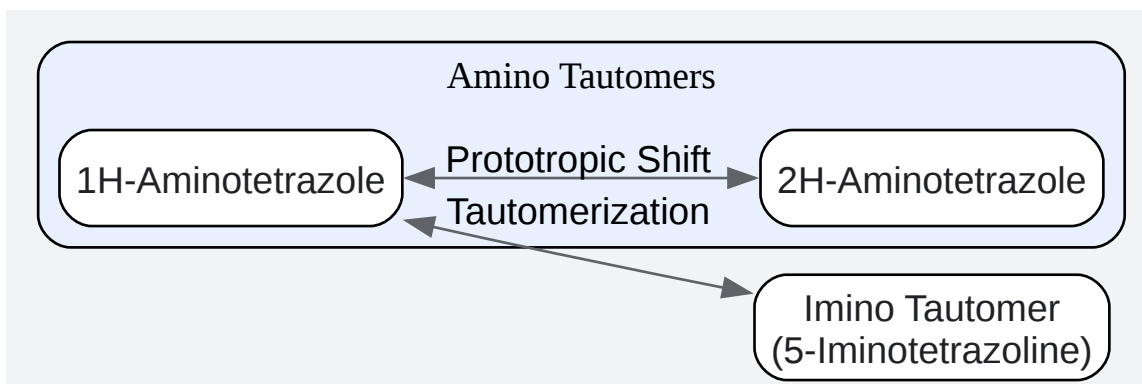 Amino Tautomers
1H-Aminotetrazole
Prototropic Shift
2H-Aminotetrazole
Tautomerization
Imino Tautomer
(5-Iminotetrazoline)